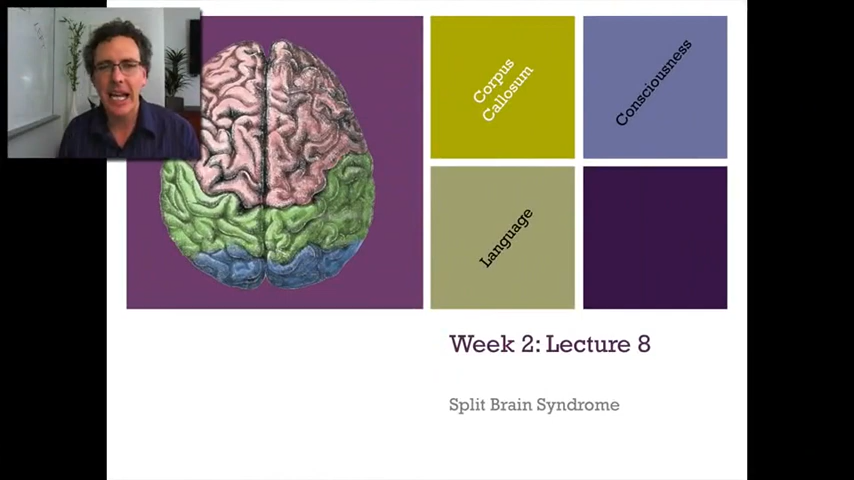 Corpus
Callosum
Consciousness
Language
Week 2: Lecture 8
Split Brain Syndrome